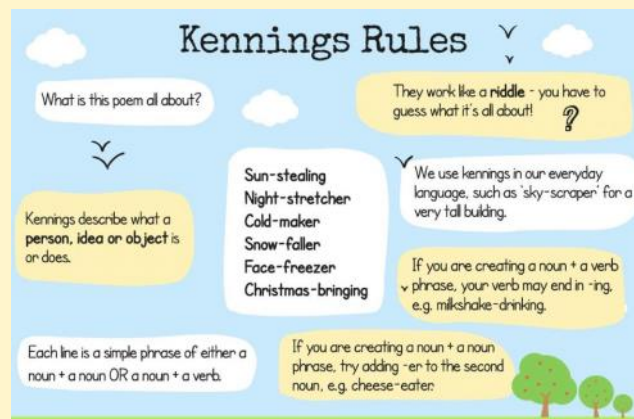 Kennings Rules
What is this poem all about?
They work like a riddle - you have to
guess what it's all about!
?
Sun-stealing
Night-stretcher
Cold-maker
Snow-faller
Face-freezer
Christmas-bringing
We use kennings in our everyday
language, such as 'sky-scraper' for a
very tall building.
Kennings describe what a
person, idea or object is
or does.
If you are creating a noun + a verb
phrase, your verb may end in -ing,
e.g. milkshake-drinking.
Each line is a simple phrase of either a
noun + a noun OR a noun + a verb.
If you are creating a noun + a noun
phrase, try adding -er to the second
noun, e.g. cheese-eater.